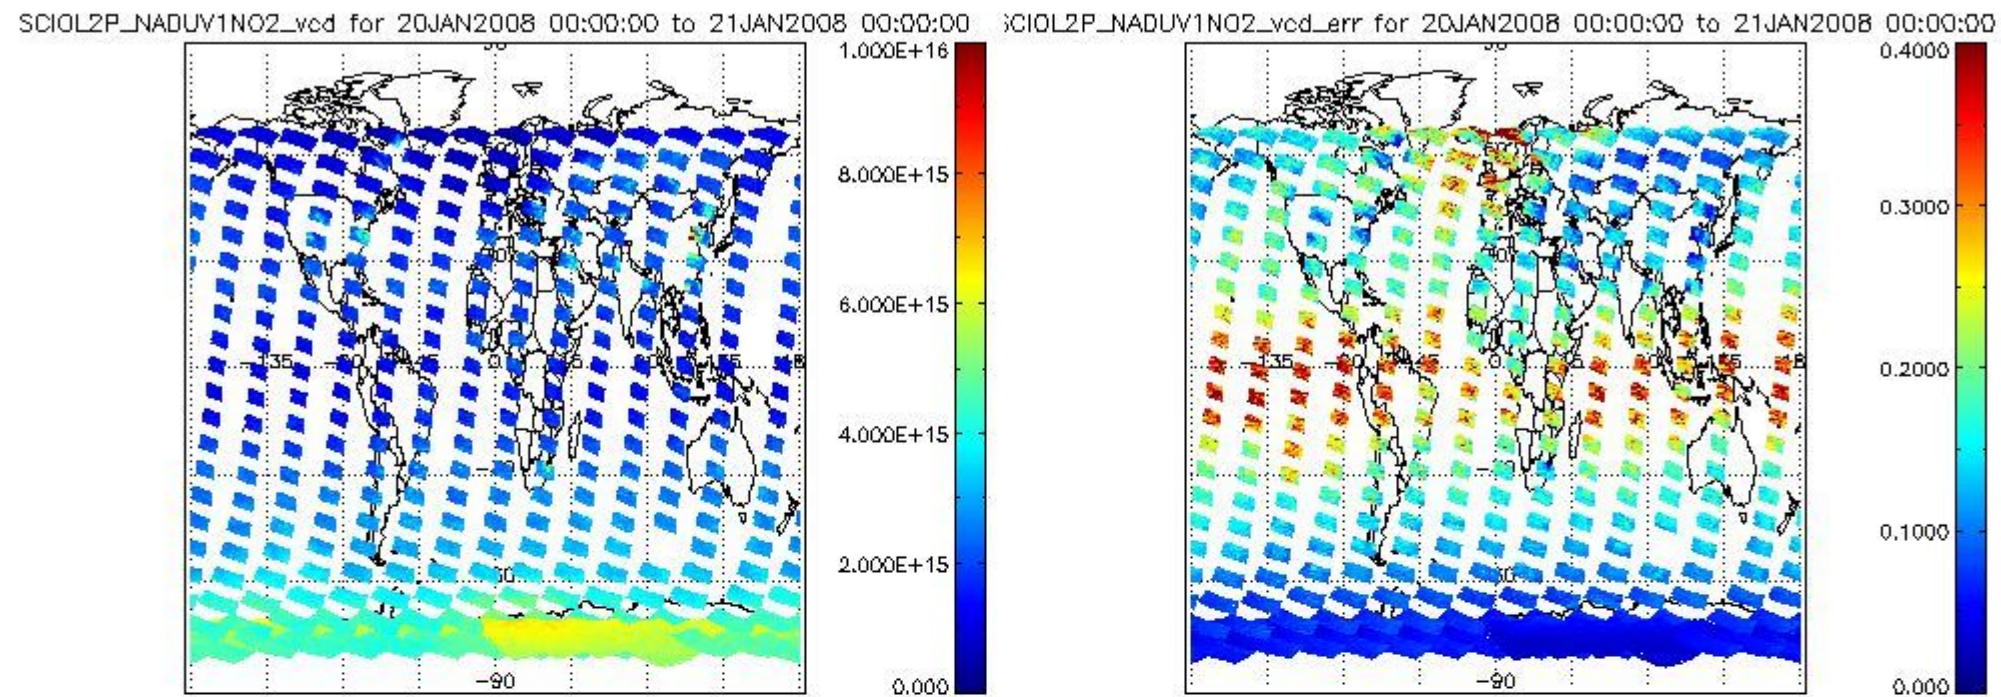 SCIOL2P_NADUV1NO2_vcd for 20JAN2008 00:00:00 to 21JAN2008 00:00:00
1.000E+16
8.000E+15
6.000E+15
4.000E+15
2.000E+15
0.000
-135
0
-90
SCIOL2P_NADUV1NO2_vcd_err for 20JAN2008 00:00:00 to 21JAN2008 00:00:00
0.4000
0.3000
0.2000
0.1000
0.000
-135
-90